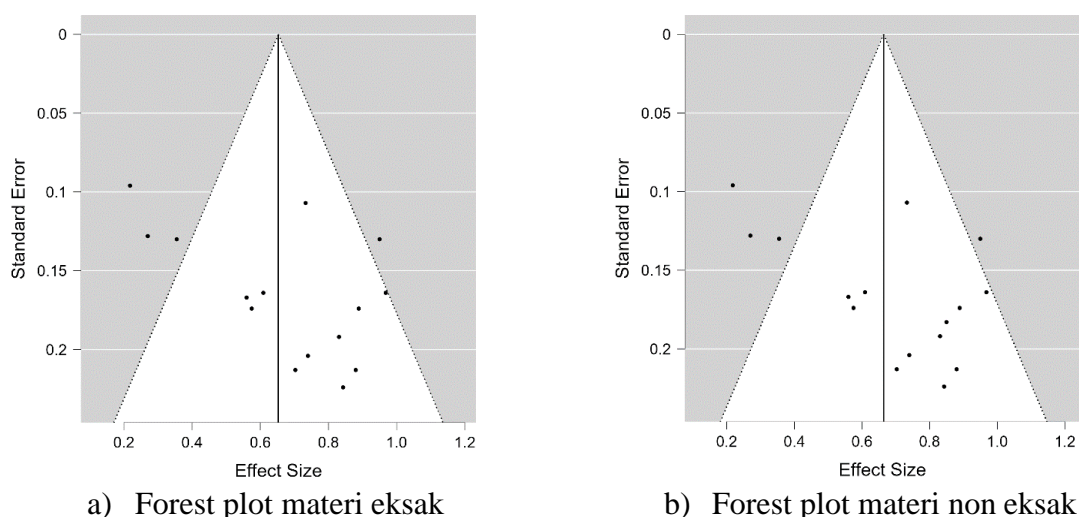 0
0.05
0.1
0.15
0.2
Standard Error
0.2 0.4 0.6 0.8 1.0 1.2
Effect Size
a) Forest plot materi eksak
0
0.05
0.1
0.15
0.2
Standard Error
0.2 0.4 0.6 0.8 1.0 1.2
Effect Size
b) Forest plot materi non eksak